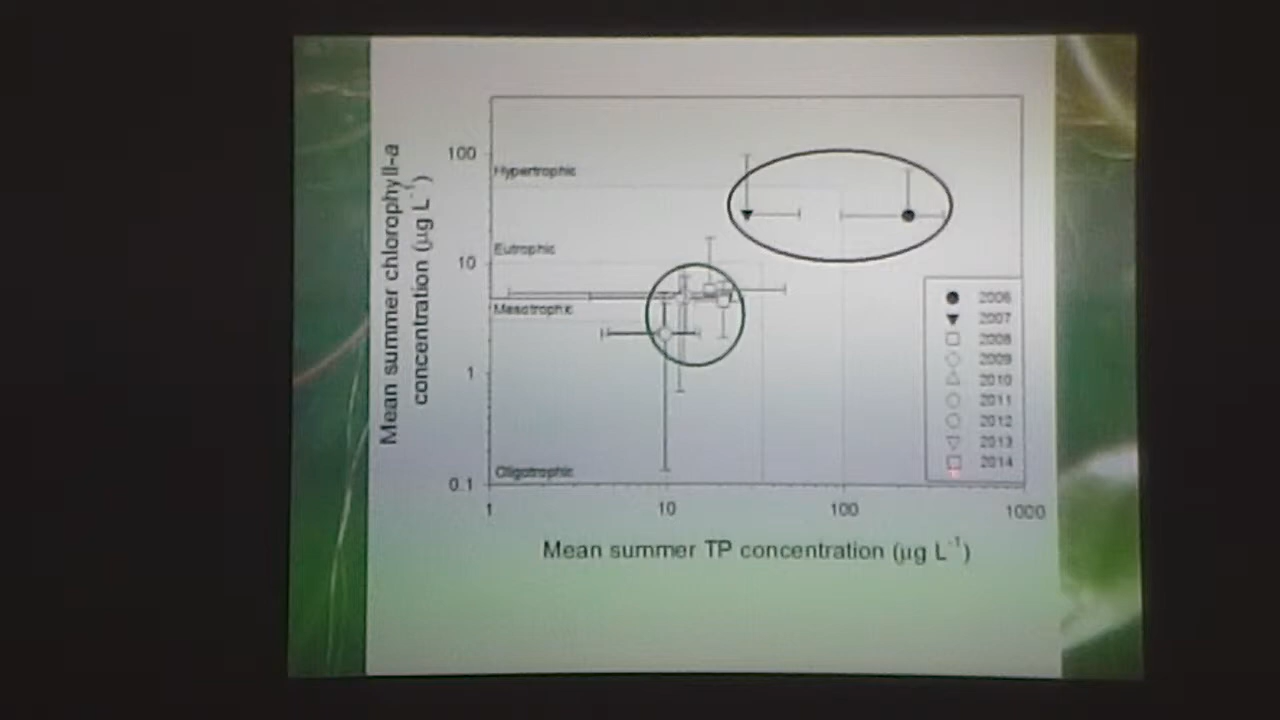 Mean summer chlorophyll-a
concentration (µg L⁻¹)
100
10
1
0.1
Hypertrophic
Eutrophic
Mesotrophic
Oligotrophic
1
10
100
1000
Mean summer TP concentration (µg L⁻¹)
2006
2007
2008
2009
2010
2011
2012
2013
2014